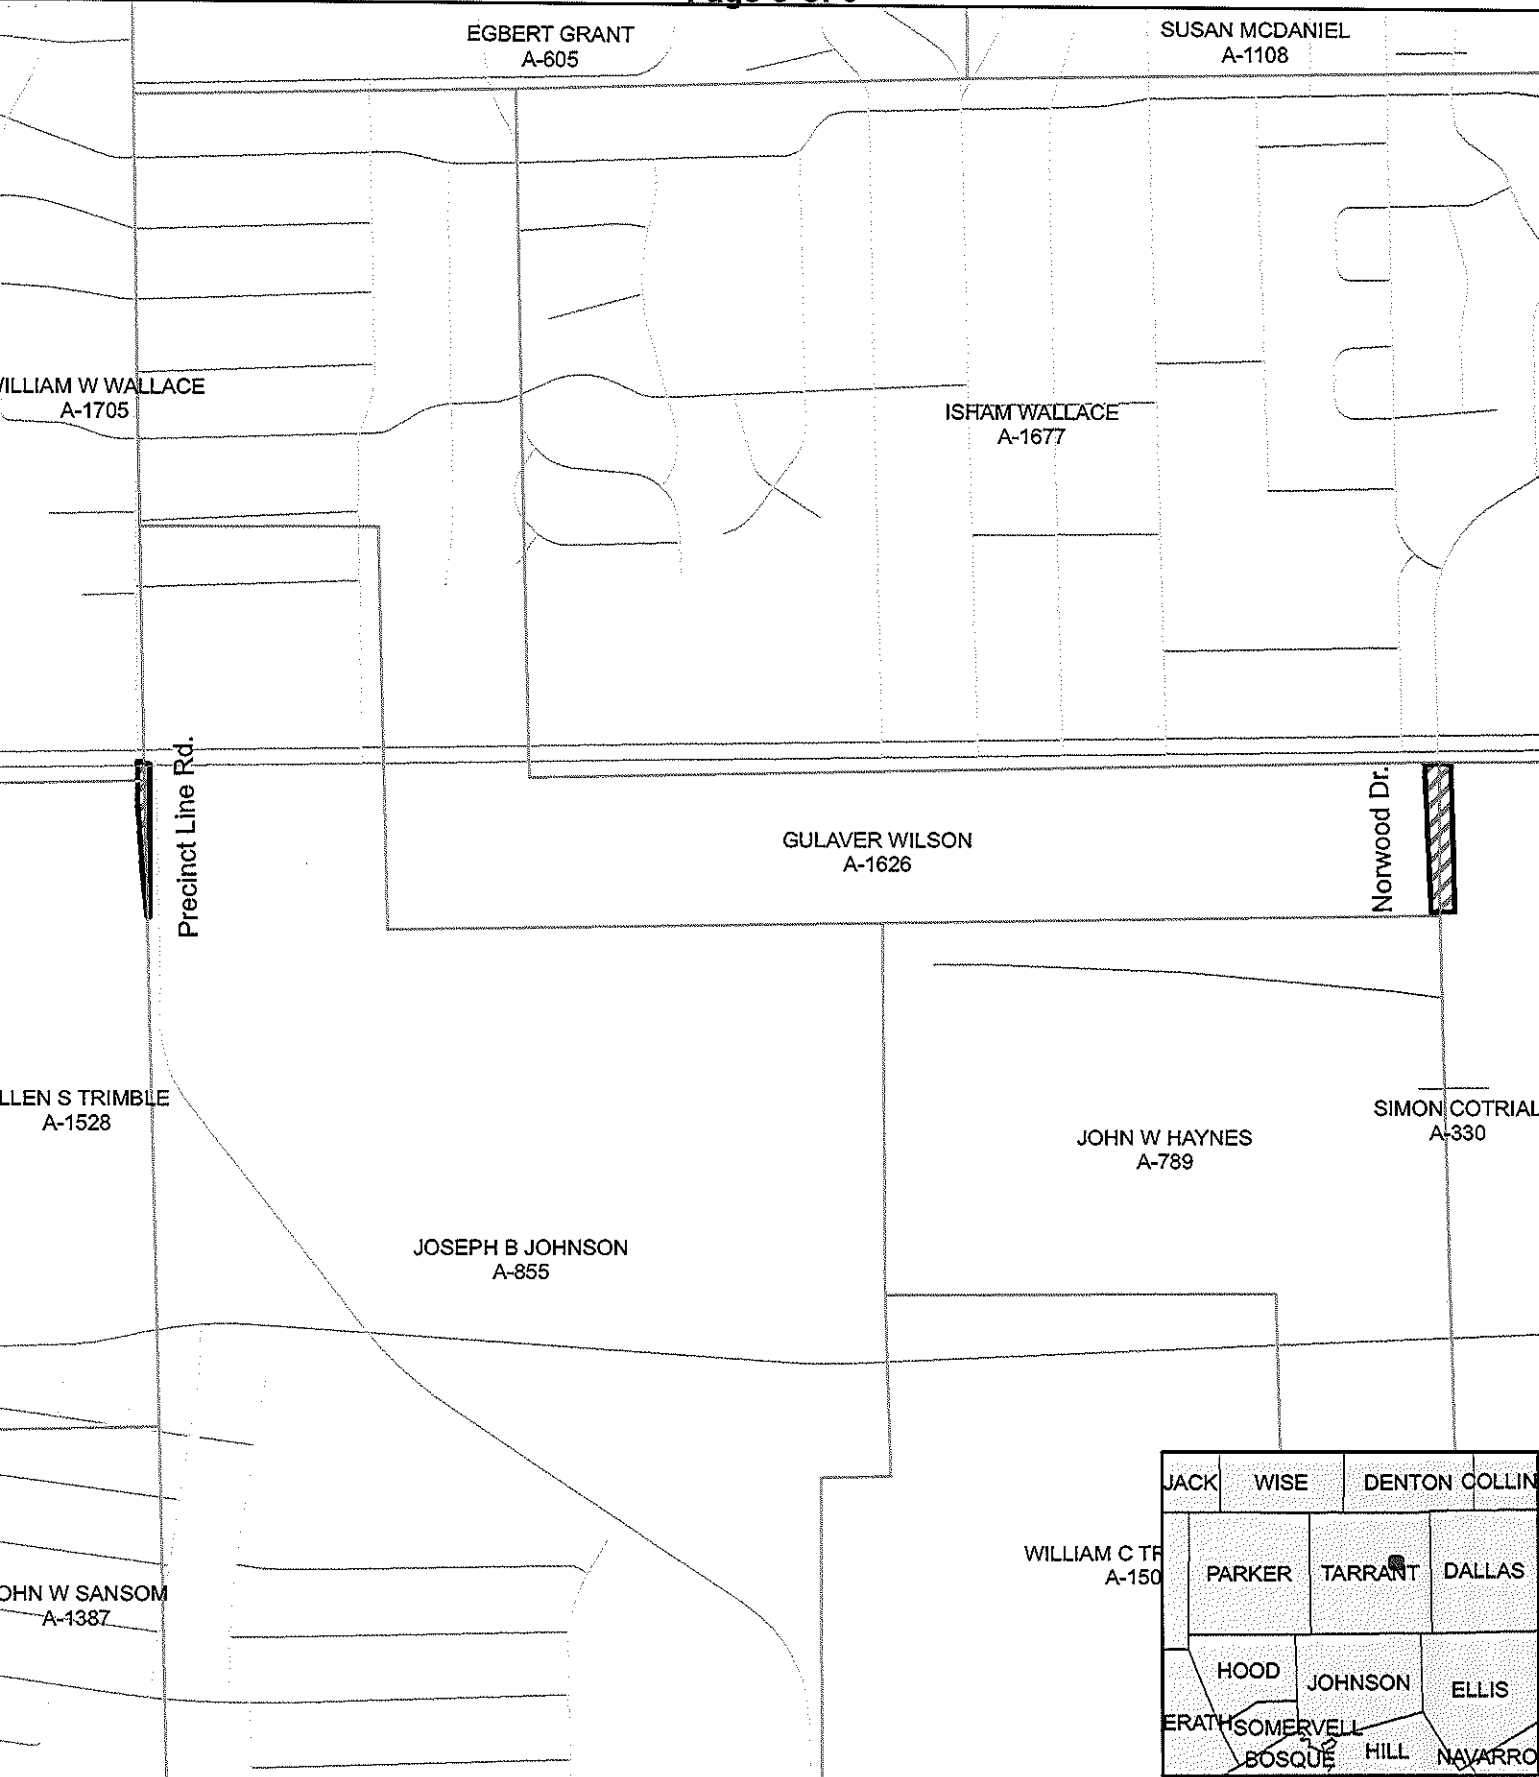 EGBERT GRANT
A-605
SUSAN MCDANIEL
A-1108
WILLIAM W WALLACE
A-1705
ISHAM WALLACE
A-1677
Precinct Line Rd.
GULAVER WILSON
A-1626
Norwood Dr.
LLEN S TRIMBLE
A-1528
SIMON COTRIAL
A-330
JOHN W HAYNES
A-789
JOSEPH B JOHNSON
A-855
WILLIAM C TR
A-150
OHN W SANSOM
A-1387
JACK
WISE
DENTON
COLLIN
PARKER
TARRANT
DALLAS
HOOD
JOHNSON
ELLIS
ERATH
SOMERVELL
BOSQUE
HILL
NAVARRO